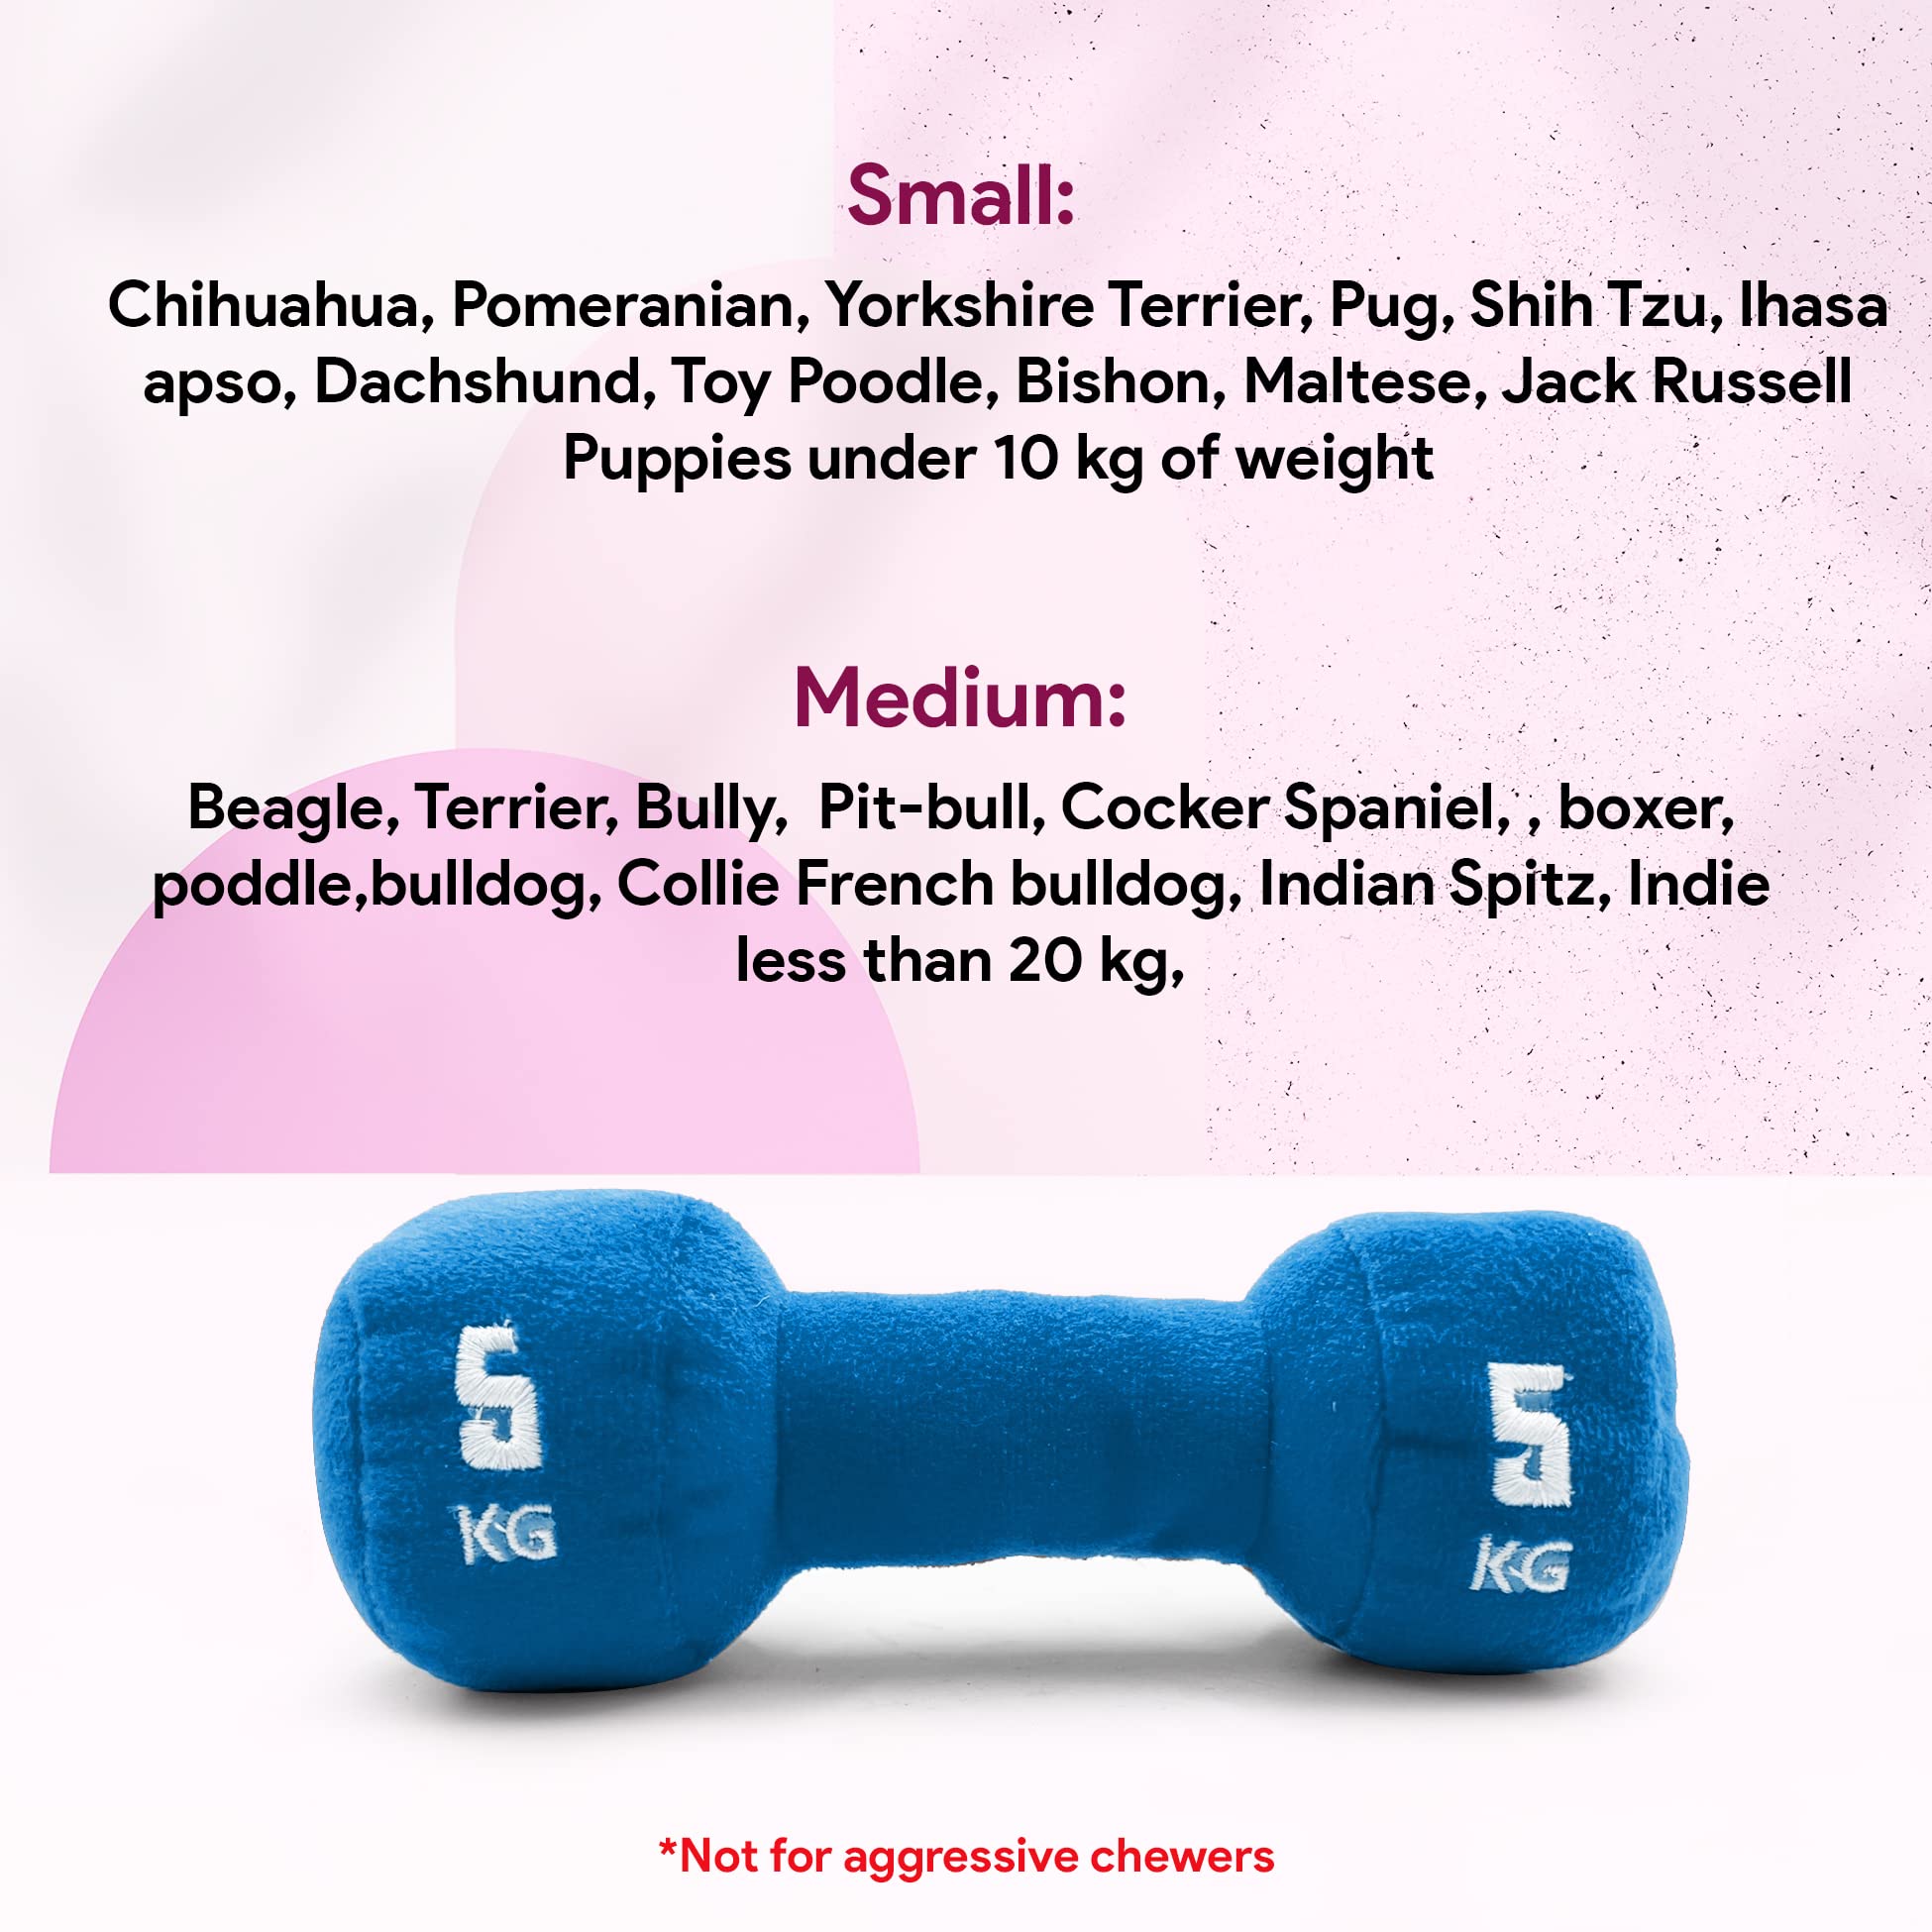 Small:
Chihuahua, Pomeranian, Yorkshire Terrier, Pug, Shih Tzu, lhasa
apso, Dachshund, Toy Poodle, Bishon, Maltese, Jack Russell
Puppies under 10 kg of weight
Medium:
Beagle, Terrier, Bully,  Pit-bull, Cocker Spaniel, , boxer,
poddle,bulldog, Collie French bulldog, Indian Spitz, Indie
less than 20 kg,
5
KG
5
KG
*Not for aggressive chewers